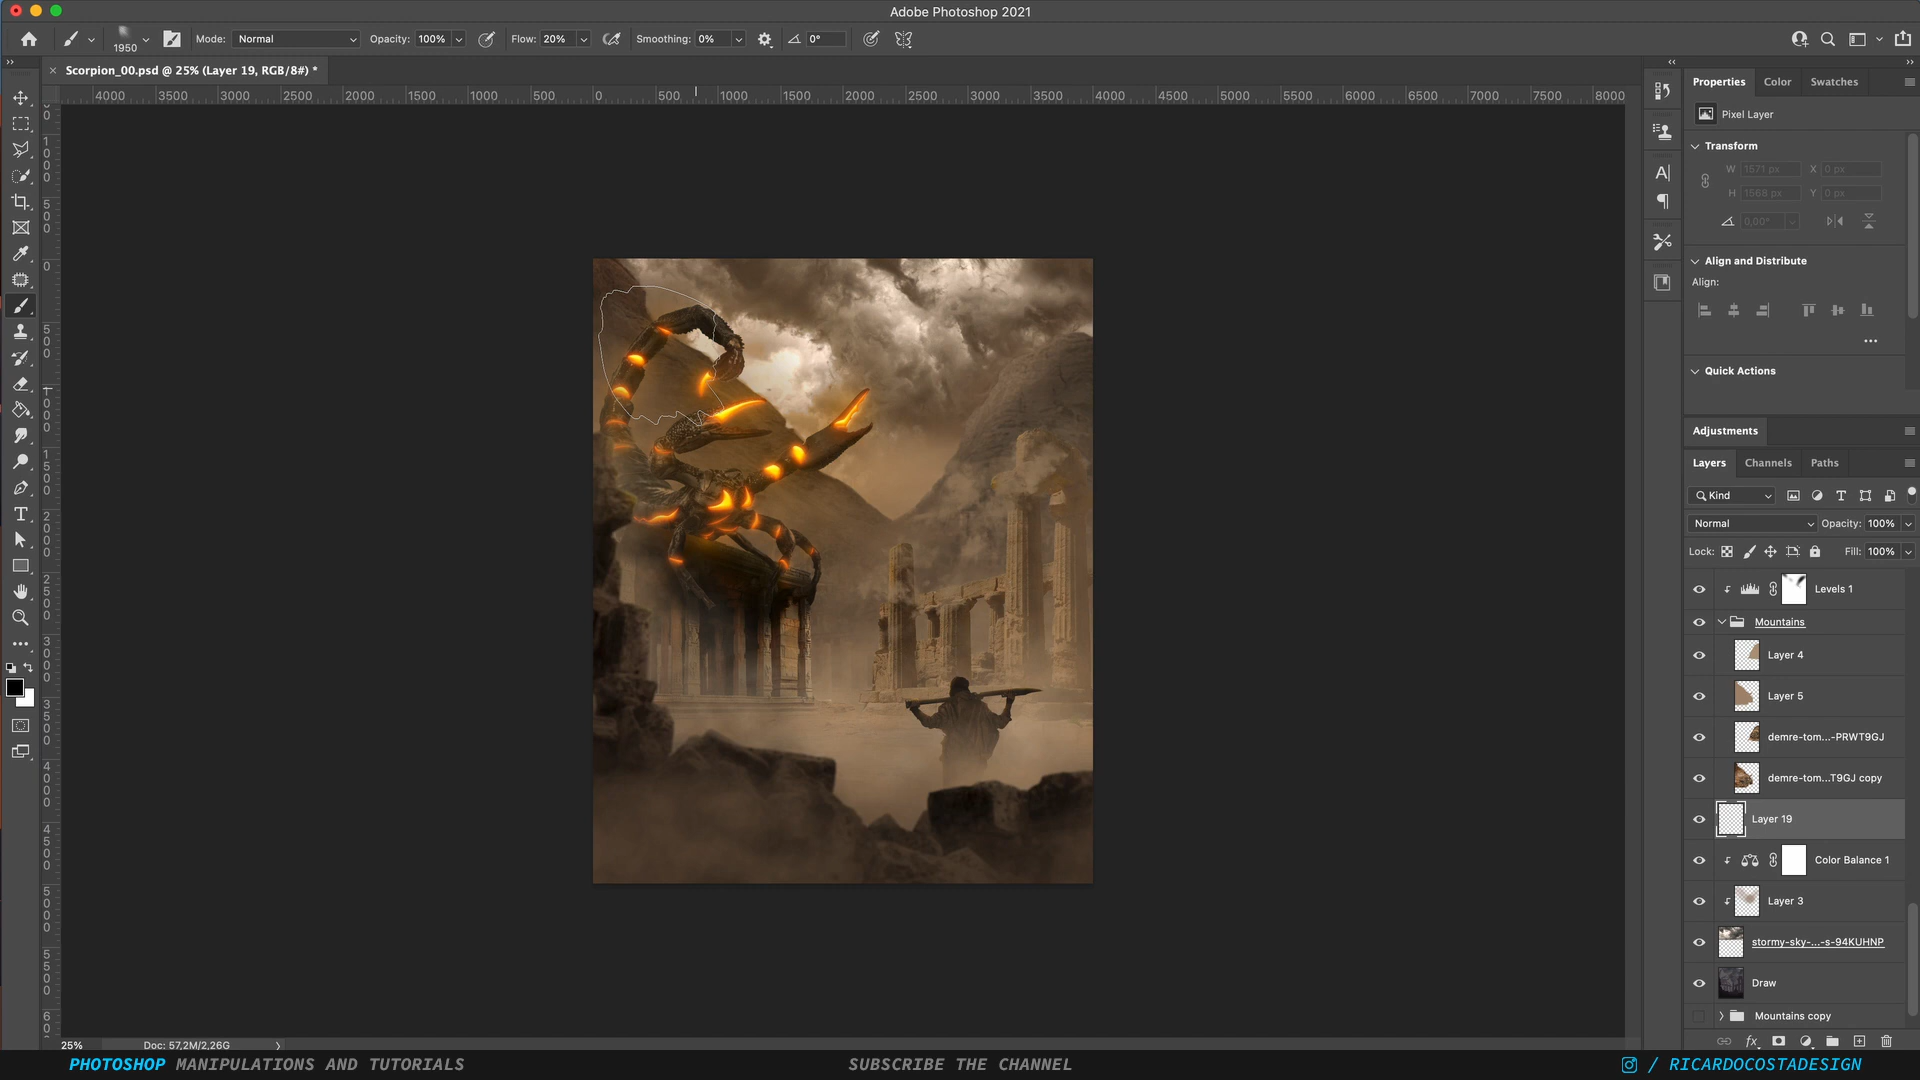 Adobe Photoshop 2021
1950
Mode: Normal
Opacity: 100%
Flow: 20%
Smoothing: 0%
0°
× Scorpion_00.psd @ 25% (Layer 19, RGB/8#) *
4000 3500 3000 2500 2000 1500 1000 500 0 500 1000 1500 2000 2500 3000 3500 4000 4500 5000 5500 6000 6500 7000 7500 8000
Properties Color Swatches
Pixel Layer
Transform
W 1571 px X 0 px
H 1568 px Y 0 px
0,00°
Align and Distribute
Align:
Quick Actions
Adjustments
Layers Channels Paths
Kind
Normal Opacity: 100%
Lock: Fill: 100%
Levels 1
Mountains
Layer 4
Layer 5
demre-tom...-PRWT9GJ
demre-tom...T9GJ copy
Layer 19
Color Balance 1
Layer 3
stormy-sky-...-s-94KUHNP
Draw
Mountains copy
25% Doc: 57,2M/2,26G
PHOTOSHOP MANIPULATIONS AND TUTORIALS
SUBSCRIBE THE CHANNEL
/ RICARDOCOSTADESIGN